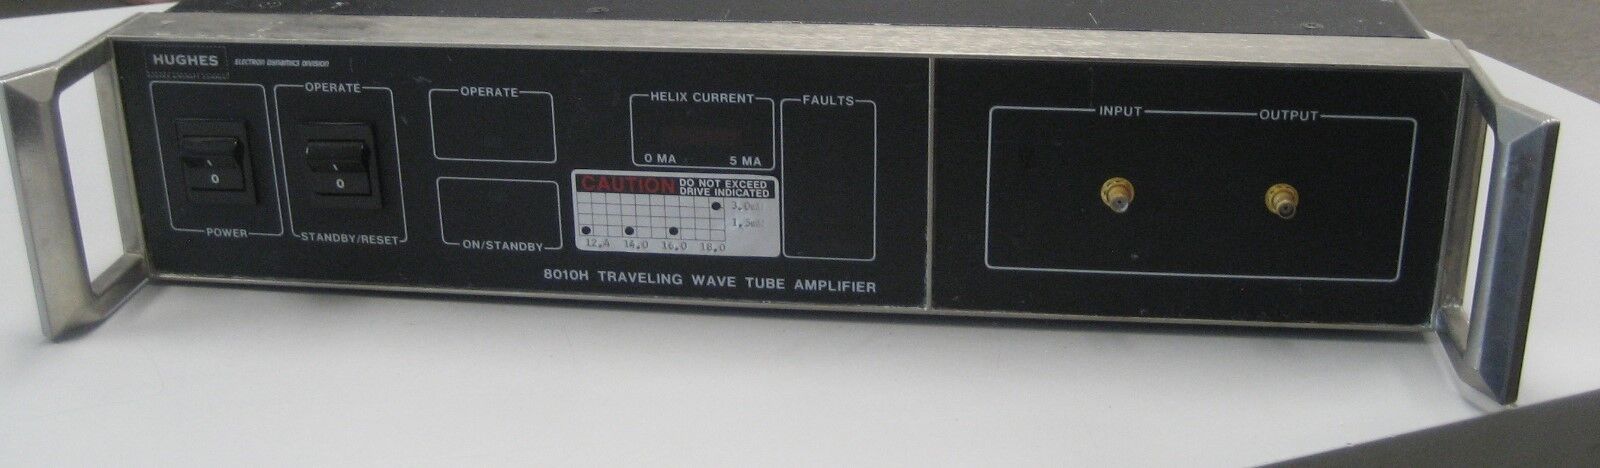 HUGHES ELECTRON DYNAMICS DIVISION
OPERATE
0
POWER
0
STANDBY/RESET
OPERATE
ON/STANDBY
HELIX CURRENT
0 MA 5 MA
CAUTION DO NOT EXCEED
DRIVE INDICATED
12.4 14.0 16.0 18.0
FAULTS
8010H TRAVELING WAVE TUBE AMPLIFIER
INPUT
OUTPUT